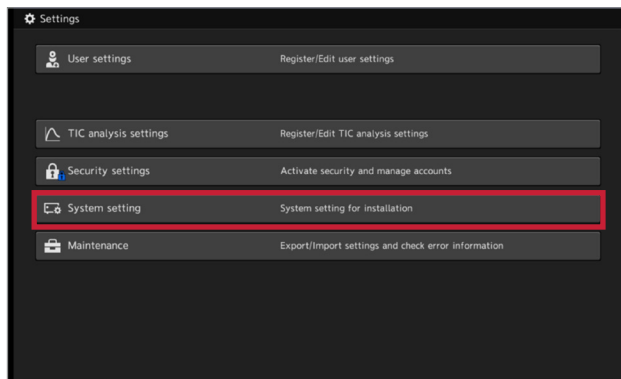 Settings
User settings Register/Edit user settings
TIC analysis settings Register/Edit TIC analysis settings
Security settings Activate security and manage accounts
System setting System setting for installation
Maintenance Export/Import settings and check error information